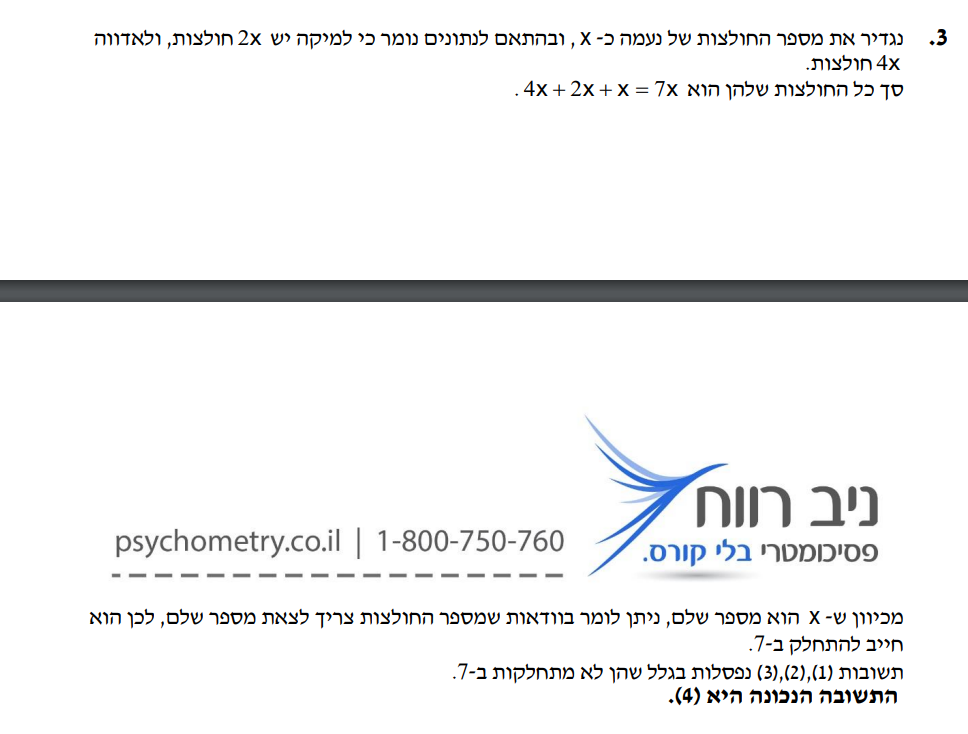 3. נגדיר את מספר החולצות של נעמה כ- x , ובהתאם לנתונים נומר כי למיקה יש 2x חולצות, ולאדווה
4x חולצות.
סך כל החולצות שלהן הוא 4x + 2x + x = 7x .
ניב רווח
psychometry.co.il | 1-800-750-760
פסיכומטרי בלי קורס.
מכיוון ש- x הוא מספר שלם, ניתן לומר בוודאות שמספר החולצות צריך לצאת מספר שלם, לכן הוא
חייב להתחלק ב-7.
תשובות (1),(2),(3) נפסלות בגלל שהן לא מתחלקות ב-7.
התשובה הנכונה היא (4).